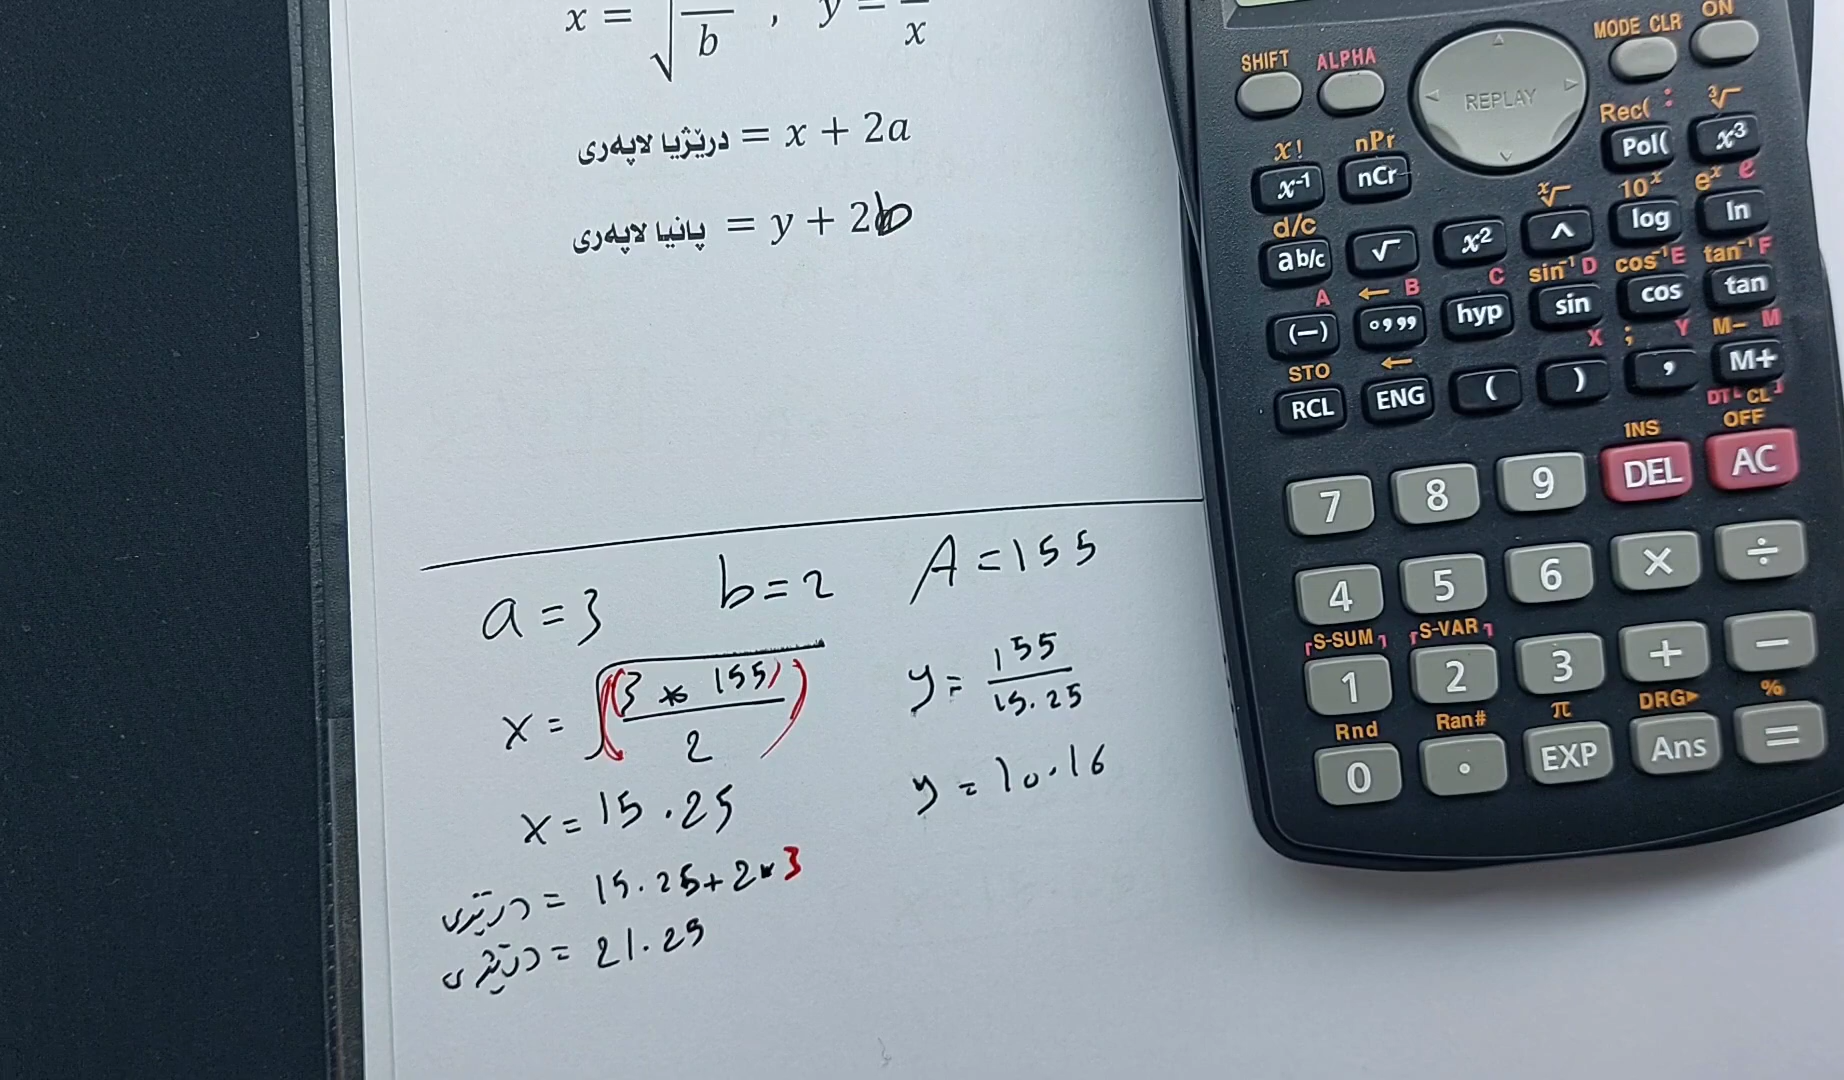 x = √ b , y = x
درێژیا لاپەری = x + 2a
پانیا لاپەری = y + 2b
a = 3 b = 2 A = 155
x = √((3 * 155) / 2) y = 155 / 15.25
x = 15.25 y = 10.16
درێژی = 15.25 + 2 * 3
درێژی = 21.25
ON
MODE CLR
SHIFT ALPHA
REPLAY
Rec( : ³√
x! nPr Pol( x³
x⁻¹ nCr
d/c ˣ√ 10ˣ eˣ e
ab/c √ x² ^ log ln
A ← B C sin⁻¹ D cos⁻¹ E tan⁻¹ F
(−) °’’’ hyp sin cos tan
STO ← X ; Y M− M
RCL ENG ( ) , M+
DT CL
INS OFF
7 8 9 DEL AC
4 5 6 × ÷
S-SUM S-VAR
1 2 3 + −
Rnd Ran# π DRG▸ %
0 . EXP Ans =